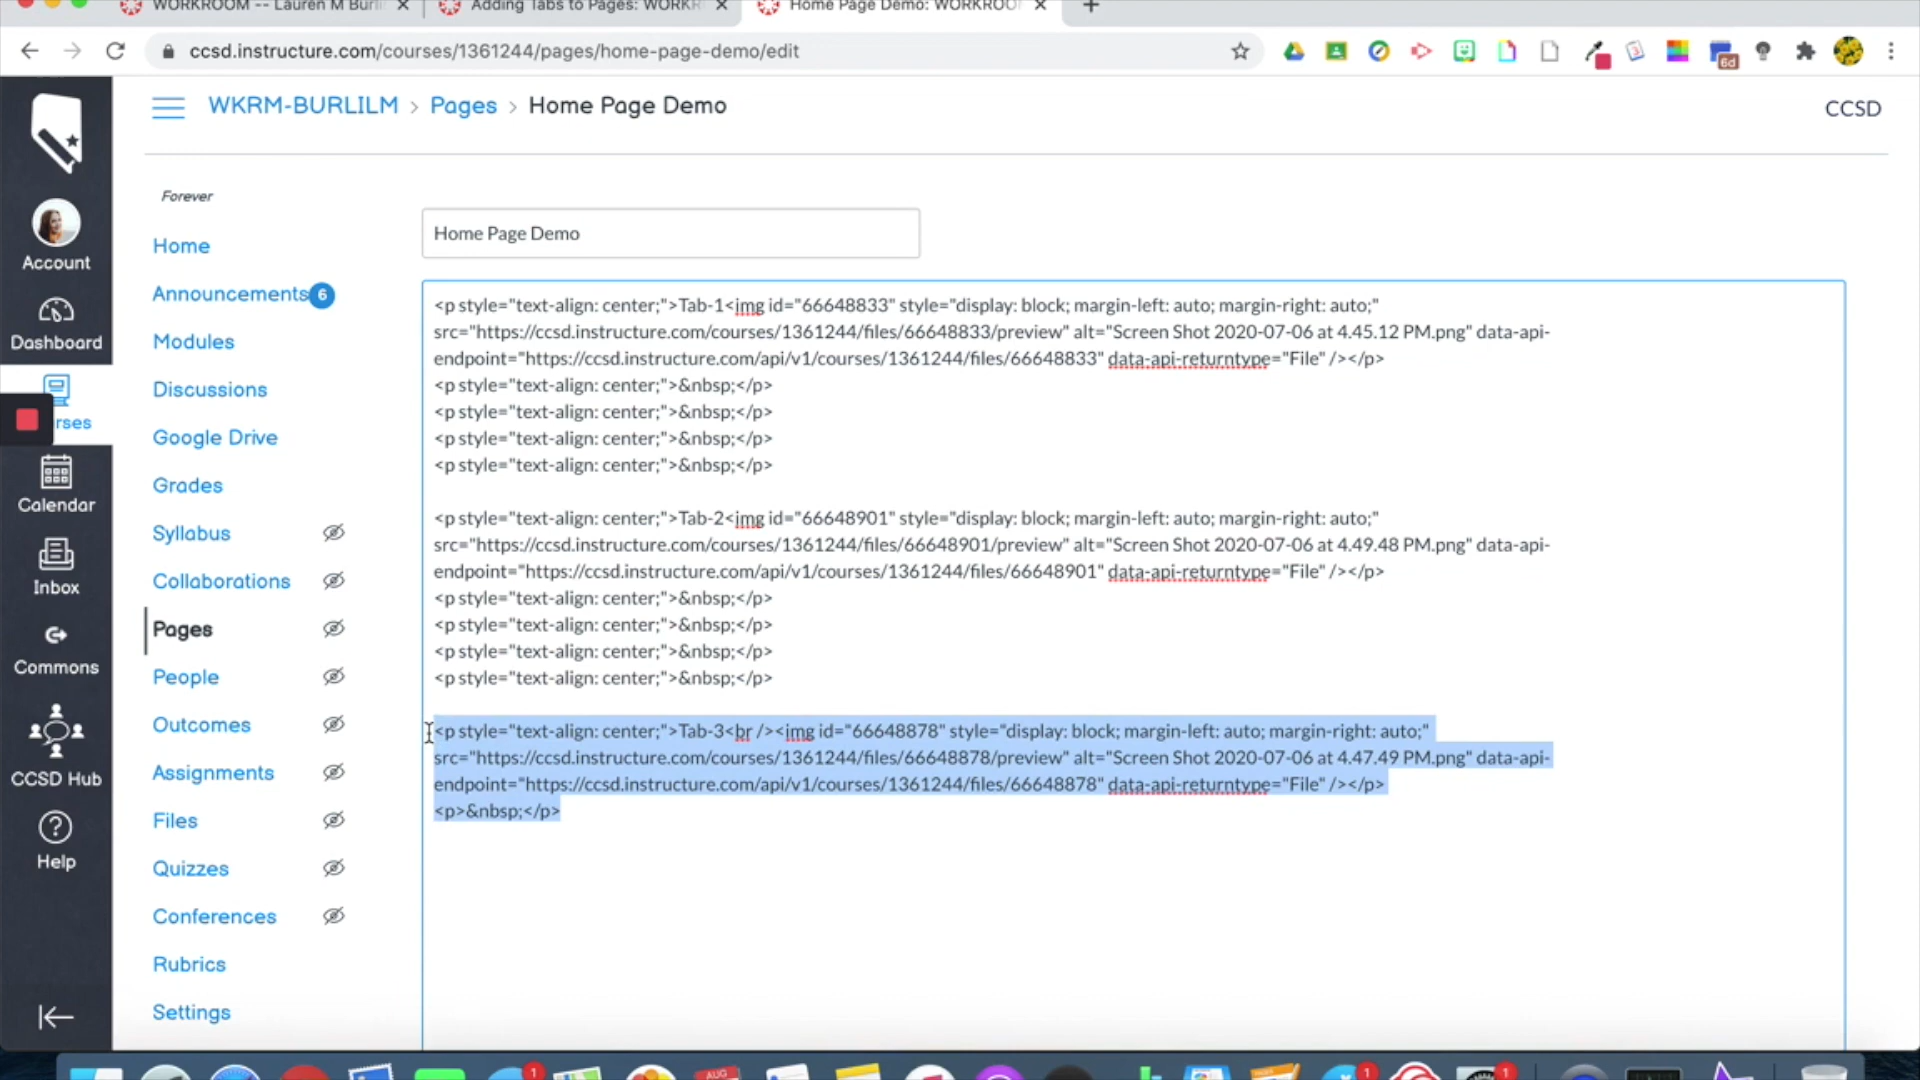 WORKROOM -- Lauren M Burli
Adding Tabs to Pages: WORKR
Home Page Demo: WORKROO
ccsd.instructure.com/courses/1361244/pages/home-page-demo/edit
6d
WKRM-BURLILM > Pages > Home Page Demo
CCSD
Account
Dashboard
rses
Calendar
Inbox
Commons
CCSD Hub
Help
Forever
Home
Announcements 6
Modules
Discussions
Google Drive
Grades
Syllabus
Collaborations
Pages
People
Outcomes
Assignments
Files
Quizzes
Conferences
Rubrics
Settings
Home Page Demo
<p style="text-align: center;">Tab-1<img id="66648833" style="display: block; margin-left: auto; margin-right: auto;"
src="https://ccsd.instructure.com/courses/1361244/files/66648833/preview" alt="Screen Shot 2020-07-06 at 4.45.12 PM.png" data-api-
endpoint="https://ccsd.instructure.com/api/v1/courses/1361244/files/66648833" data-api-returntype="File" /></p>
<p style="text-align: center;">&nbsp;</p>
<p style="text-align: center;">&nbsp;</p>
<p style="text-align: center;">&nbsp;</p>
<p style="text-align: center;">&nbsp;</p>
<p style="text-align: center;">Tab-2<img id="66648901" style="display: block; margin-left: auto; margin-right: auto;"
src="https://ccsd.instructure.com/courses/1361244/files/66648901/preview" alt="Screen Shot 2020-07-06 at 4.49.48 PM.png" data-api-
endpoint="https://ccsd.instructure.com/api/v1/courses/1361244/files/66648901" data-api-returntype="File" /></p>
<p style="text-align: center;">&nbsp;</p>
<p style="text-align: center;">&nbsp;</p>
<p style="text-align: center;">&nbsp;</p>
<p style="text-align: center;">&nbsp;</p>
<p style="text-align: center;">Tab-3<br /><img id="66648878" style="display: block; margin-left: auto; margin-right: auto;"
src="https://ccsd.instructure.com/courses/1361244/files/66648878/preview" alt="Screen Shot 2020-07-06 at 4.47.49 PM.png" data-api-
endpoint="https://ccsd.instructure.com/api/v1/courses/1361244/files/66648878" data-api-returntype="File" /></p>
<p>&nbsp;</p>
1
AUG
1
1